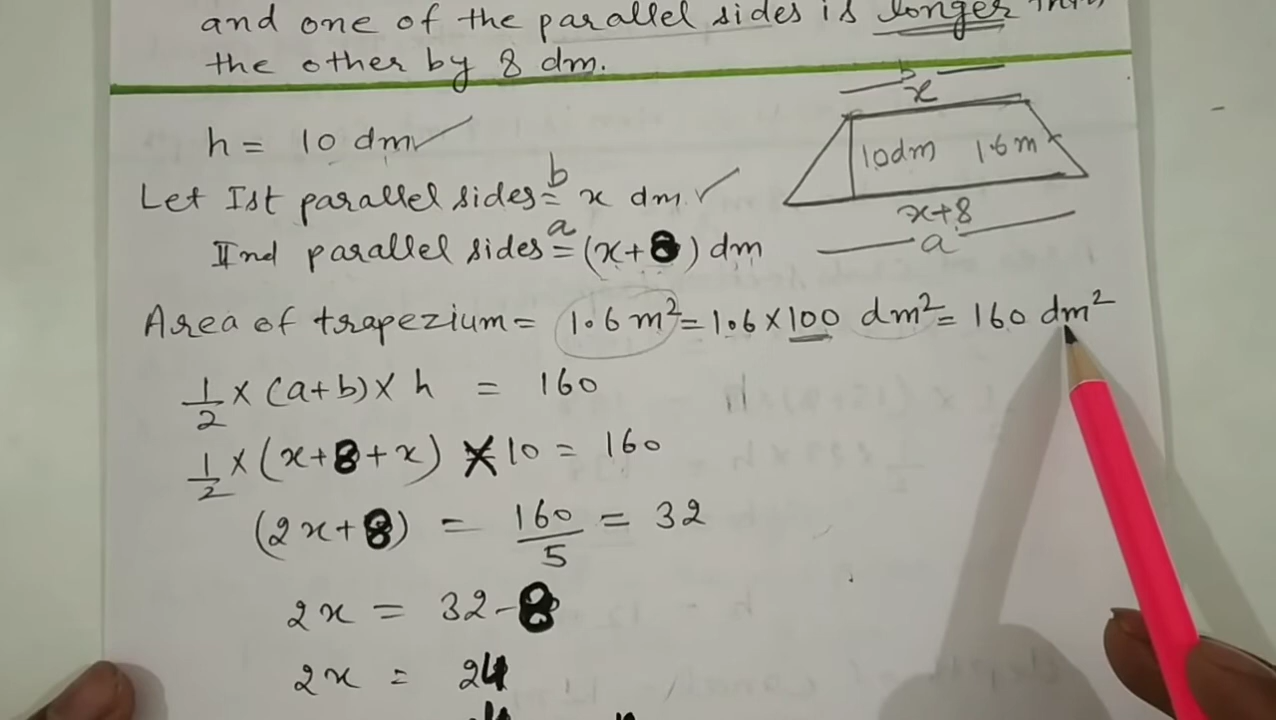 and one of the parallel sides is longer than
the other by 8 dm.
h = 10 dm ✓
Let Ist parallel sides = x dm ✓
b
IInd parallel sides = (x+8) dm
a
b
x
10dm 1.6m
x+8
a
Area of trapezium = 1.6 m² = 1.6 × 100 dm² = 160 dm²
1/2 × (a+b) × h = 160
1/2 × (x+8+x) × 10 = 160
(2x+8) = 160/5 = 32
2x = 32-8
2x = 24